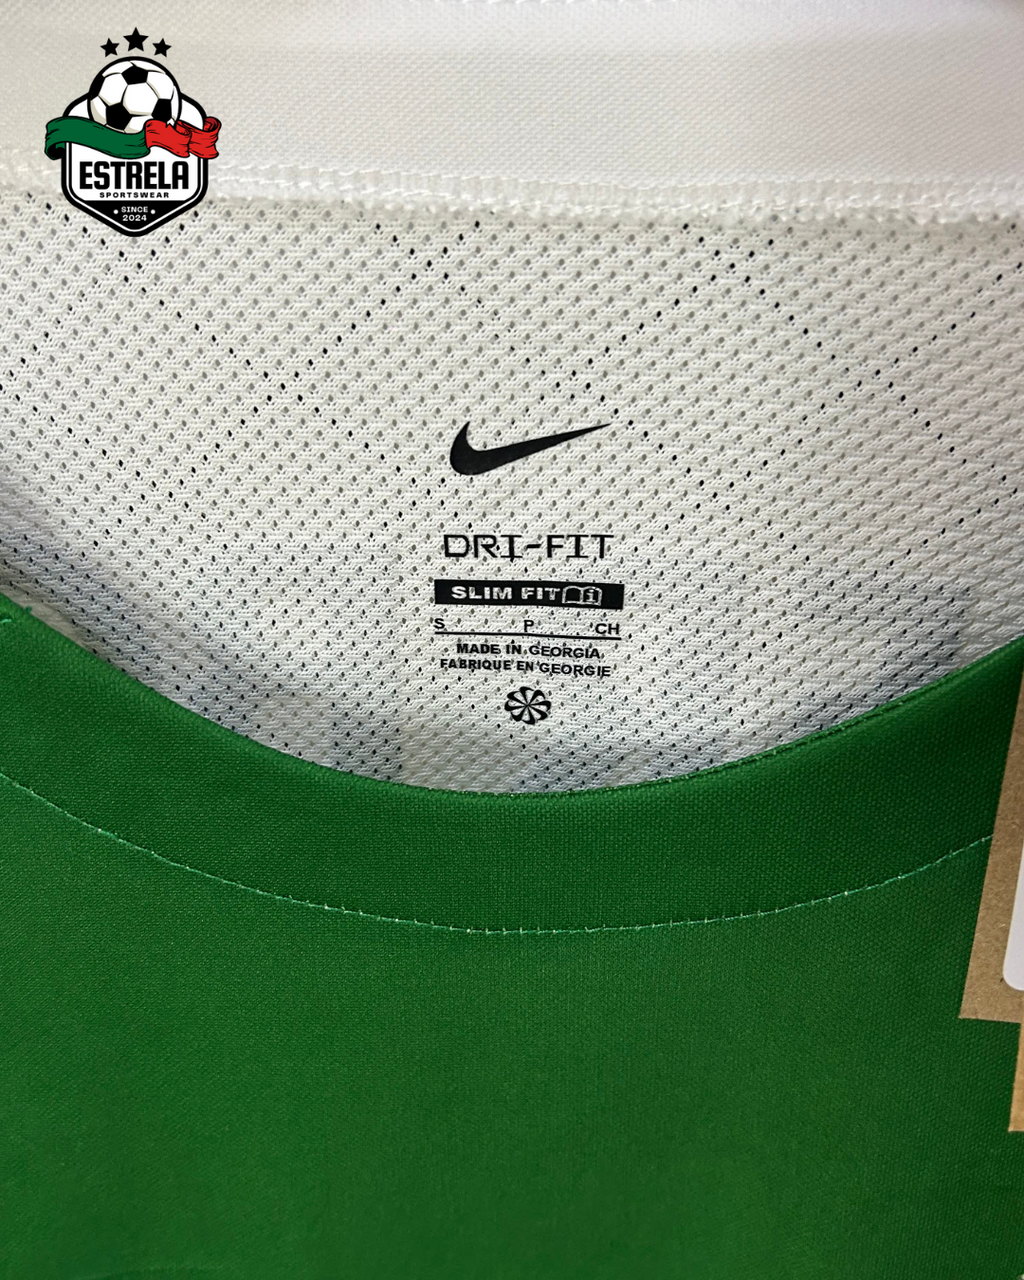 ESTRELA
SPORTSWEAR
SINCE
2024
DRI-FIT
SLIM FIT
S P CH
MADE IN GEORGIA
FABRIQUE EN GEORGIE